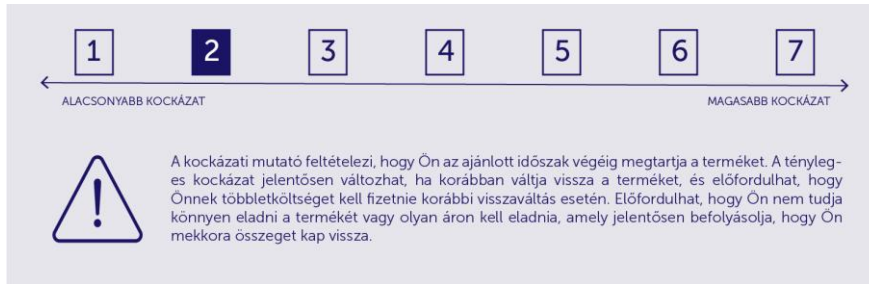 1 2 3 4 5 6 7
ALACSONYABB KOCKÁZAT MAGASABB KOCKÁZAT
A kockázati mutató feltételezi, hogy Ön az ajánlott időszak végéig megtartja a terméket. A tényleg-
es kockázat jelentősen változhat, ha korábban váltja vissza a terméket, és előfordulhat, hogy
Önnek többletköltséget kell fizetnie korábbi visszaváltás esetén. Előfordulhat, hogy Ön nem tudja
könnyen eladni a termékét vagy olyan áron kell eladnia, amely jelentősen befolyásolja, hogy Ön
mekkora összeget kap vissza.